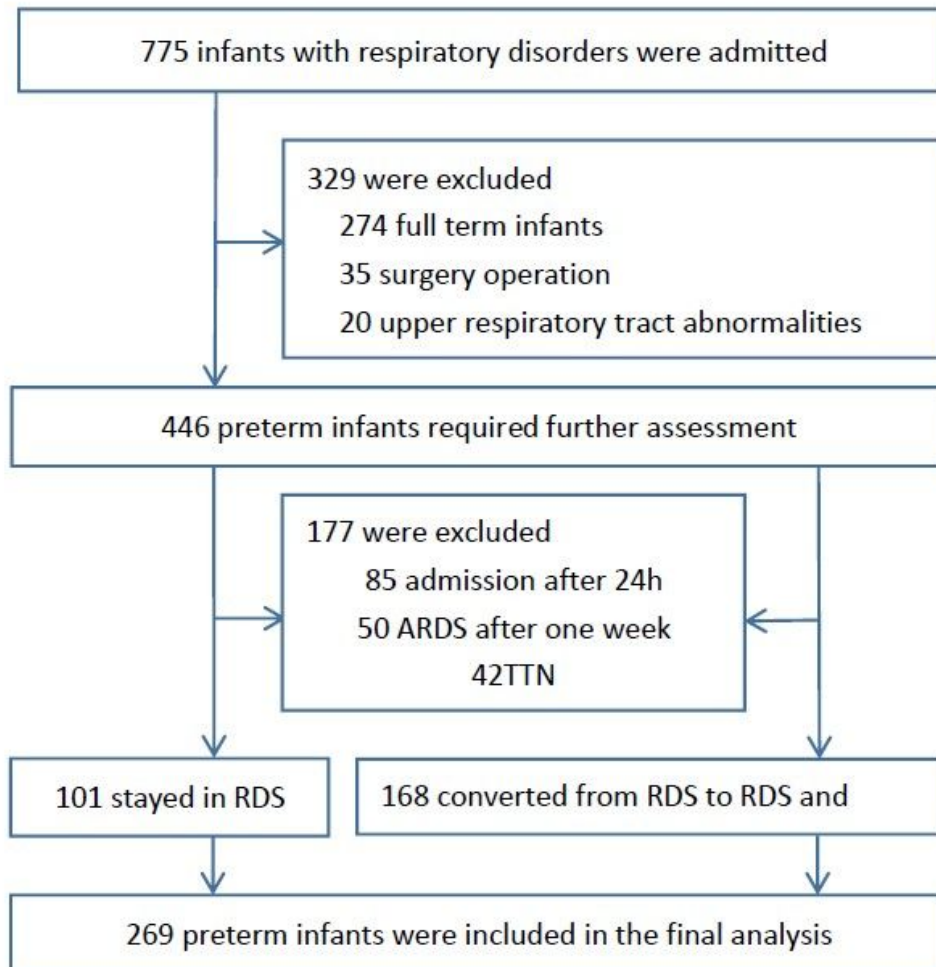 775 infants with respiratory disorders were admitted
329 were excluded
274 full term infants
35 surgery operation
20 upper respiratory tract abnormalities
446 preterm infants required further assessment
177 were excluded
85 admission after 24h
50 ARDS after one week
42TTN
101 stayed in RDS
168 converted from RDS to RDS and
269 preterm infants were included in the final analysis